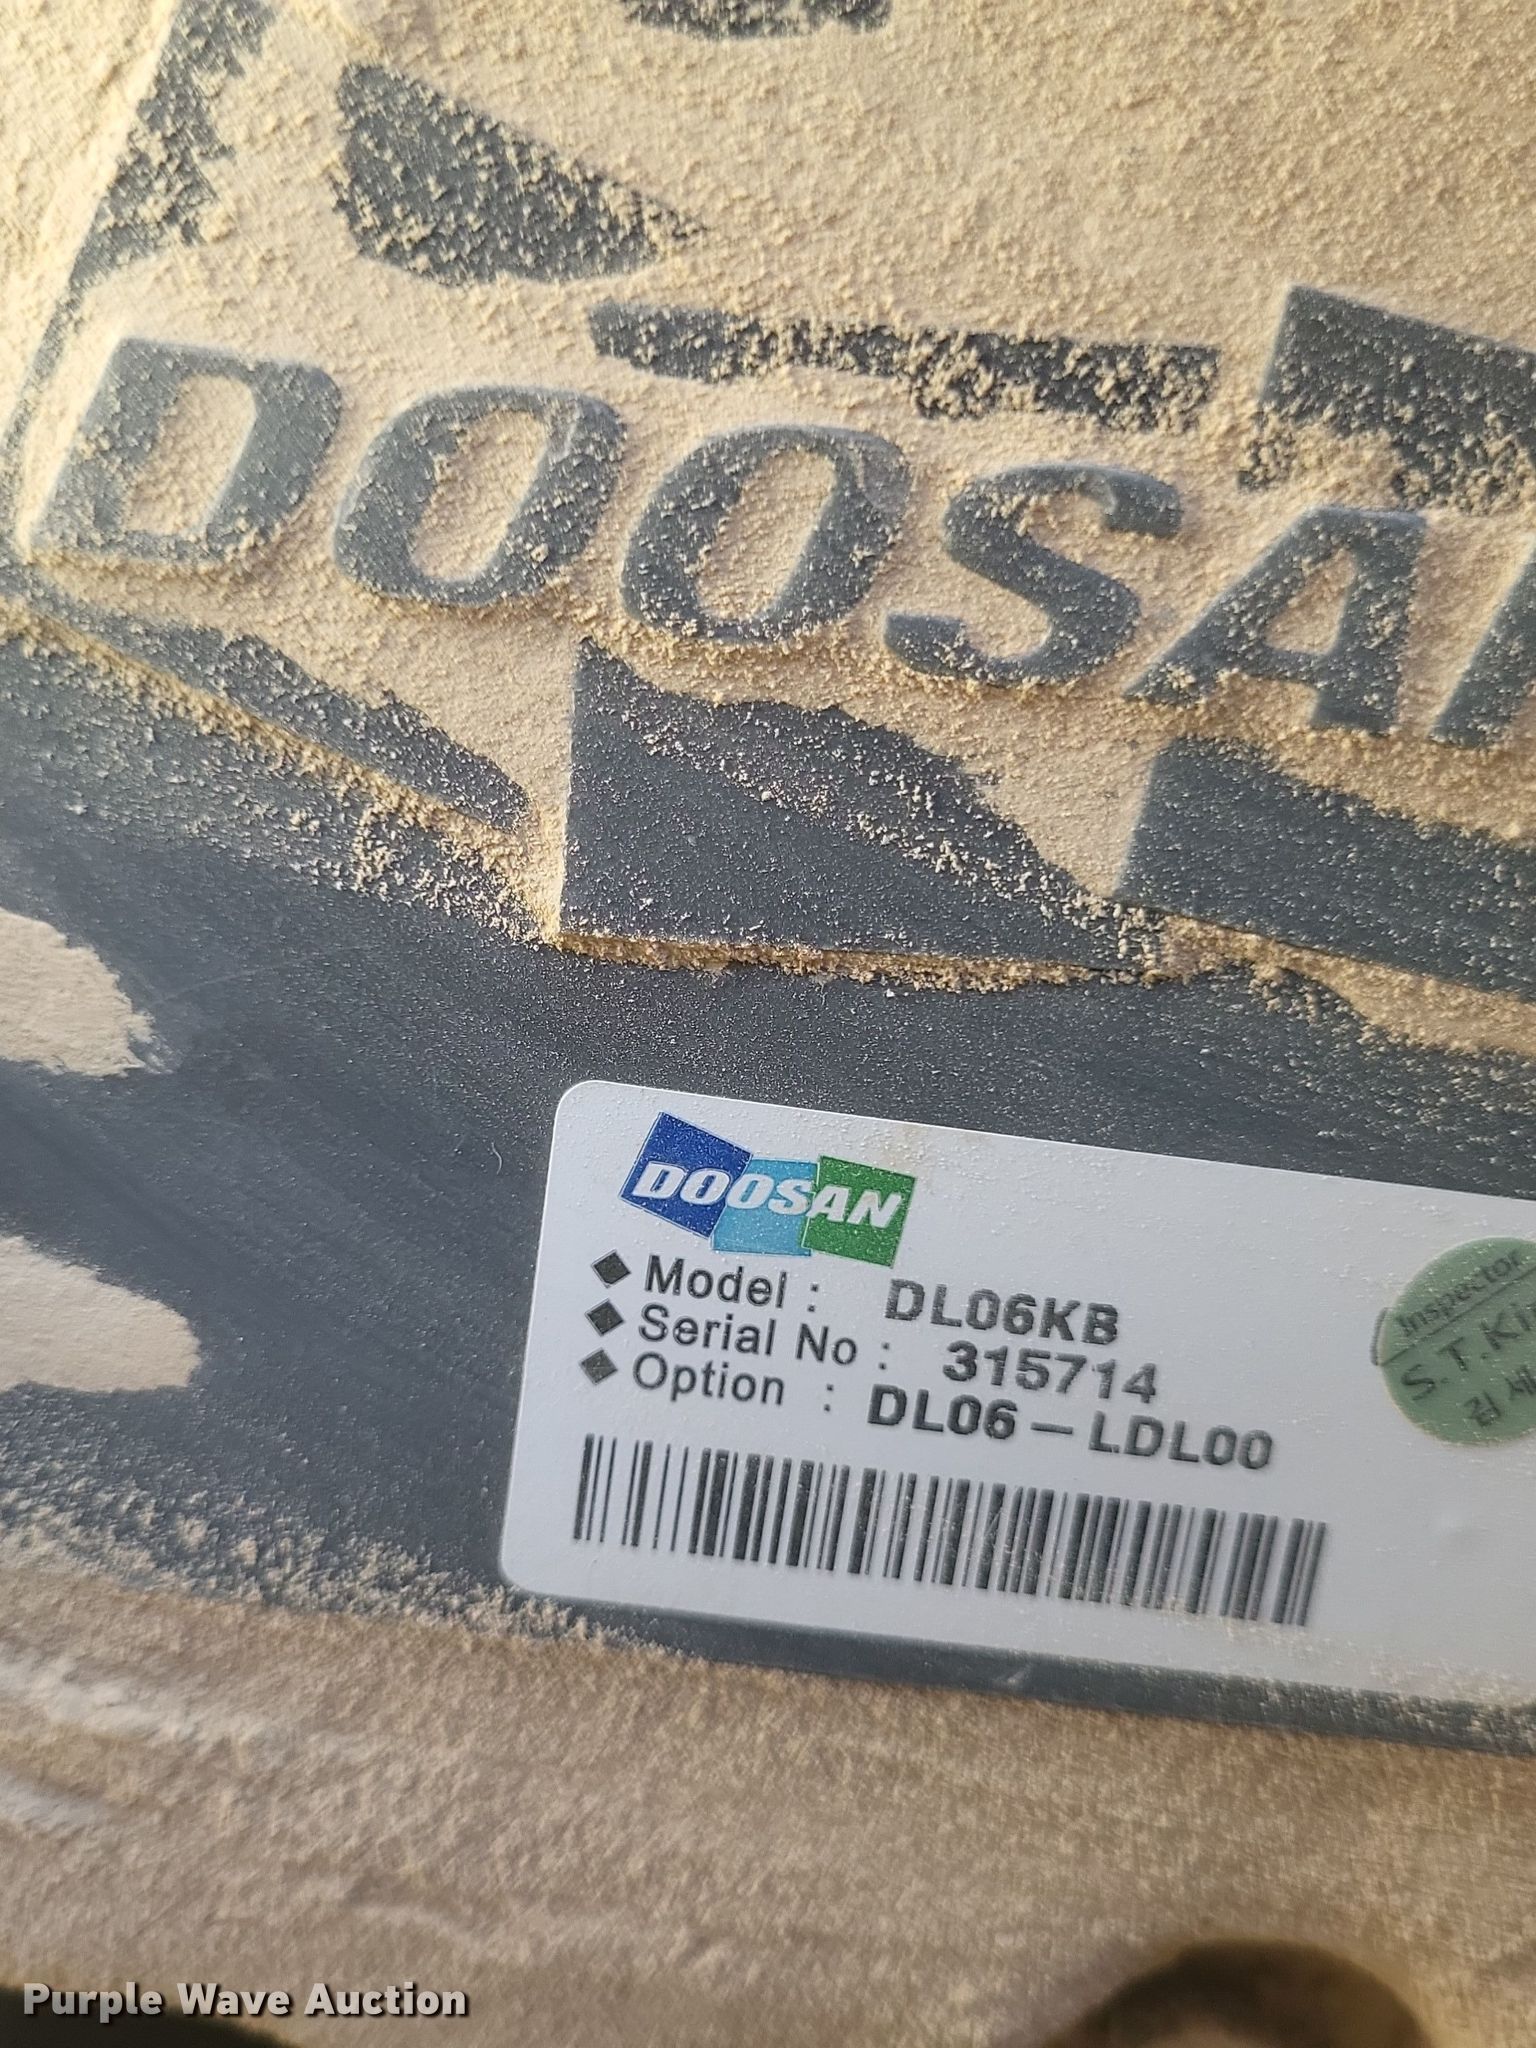 DOOSA
DOOSAN
◆ Model : DL06KB
◆ Serial No : 315714
◆ Option : DL06-LDL00
Inspector
S.T.Ki
Purple Wave Auction